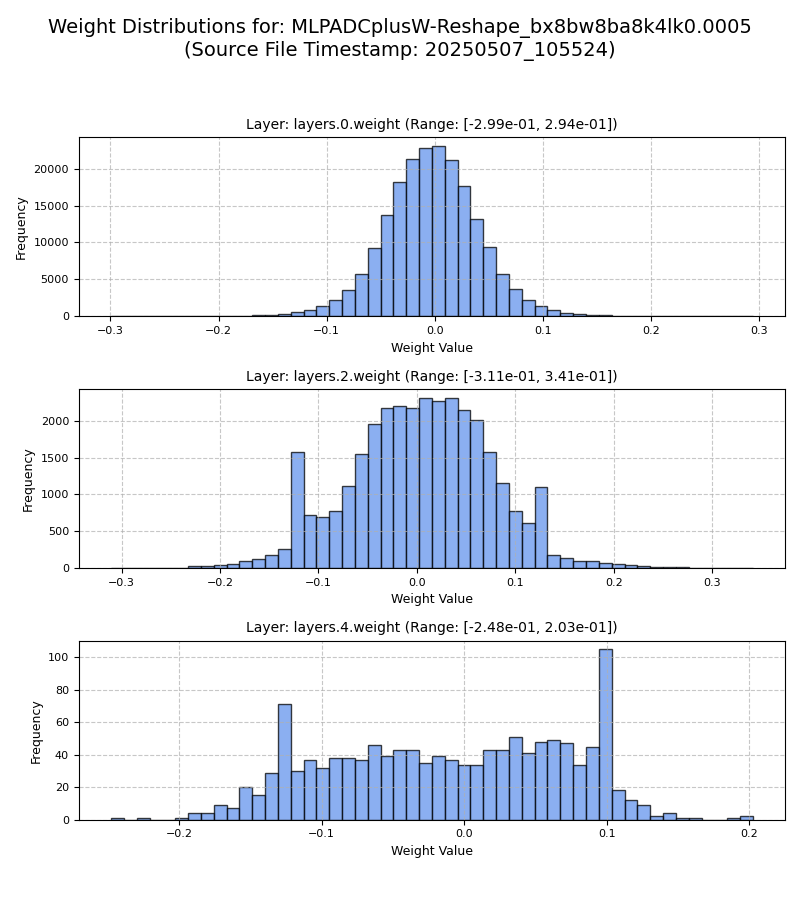 Weight Distributions for: MLPADCplusW-Reshape_bx8bw8ba8k4lk0.0005
(Source File Timestamp: 20250507_105524)
Layer: layers.0.weight (Range: [-2.99e-01, 2.94e-01])
Frequency
20000
15000
10000
5000
0
−0.3 −0.2 −0.1 0.0 0.1 0.2 0.3
Weight Value
Layer: layers.2.weight (Range: [-3.11e-01, 3.41e-01])
Frequency
2000
1500
1000
500
0
−0.3 −0.2 −0.1 0.0 0.1 0.2 0.3
Weight Value
Layer: layers.4.weight (Range: [-2.48e-01, 2.03e-01])
Frequency
100
80
60
40
20
0
−0.2 −0.1 0.0 0.1 0.2
Weight Value